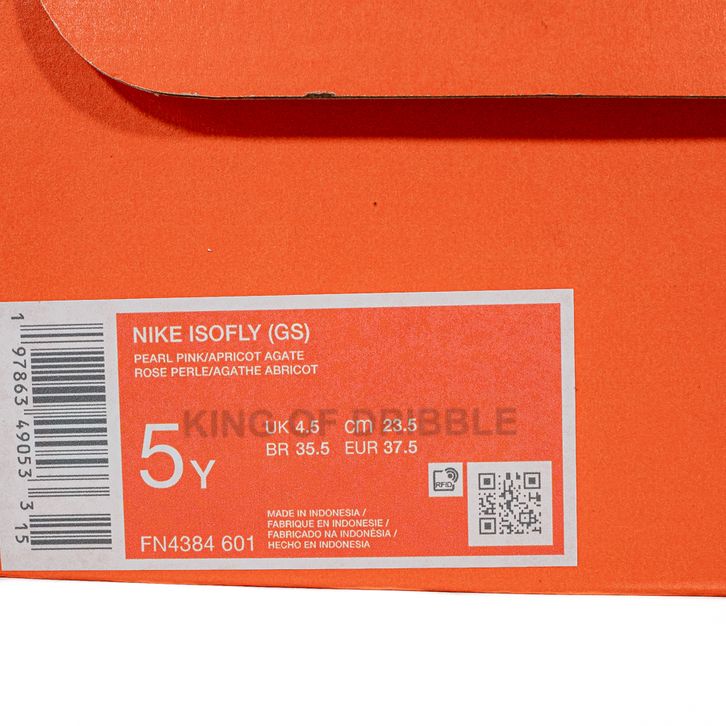 1 97863 49053 3 15
NIKE ISOFLY (GS)
PEARL PINK/APRICOT AGATE
ROSE PERLE/AGATHE ABRICOT
KING OF DRIBBLE
5Y
UK 4.5 cm 23.5
BR 35.5 EUR 37.5
RFID
FN4384 601
MADE IN INDONESIA /
FABRIQUE EN INDONESIE /
FABRICADO NA INDONÉSIA /
HECHO EN INDONESIA